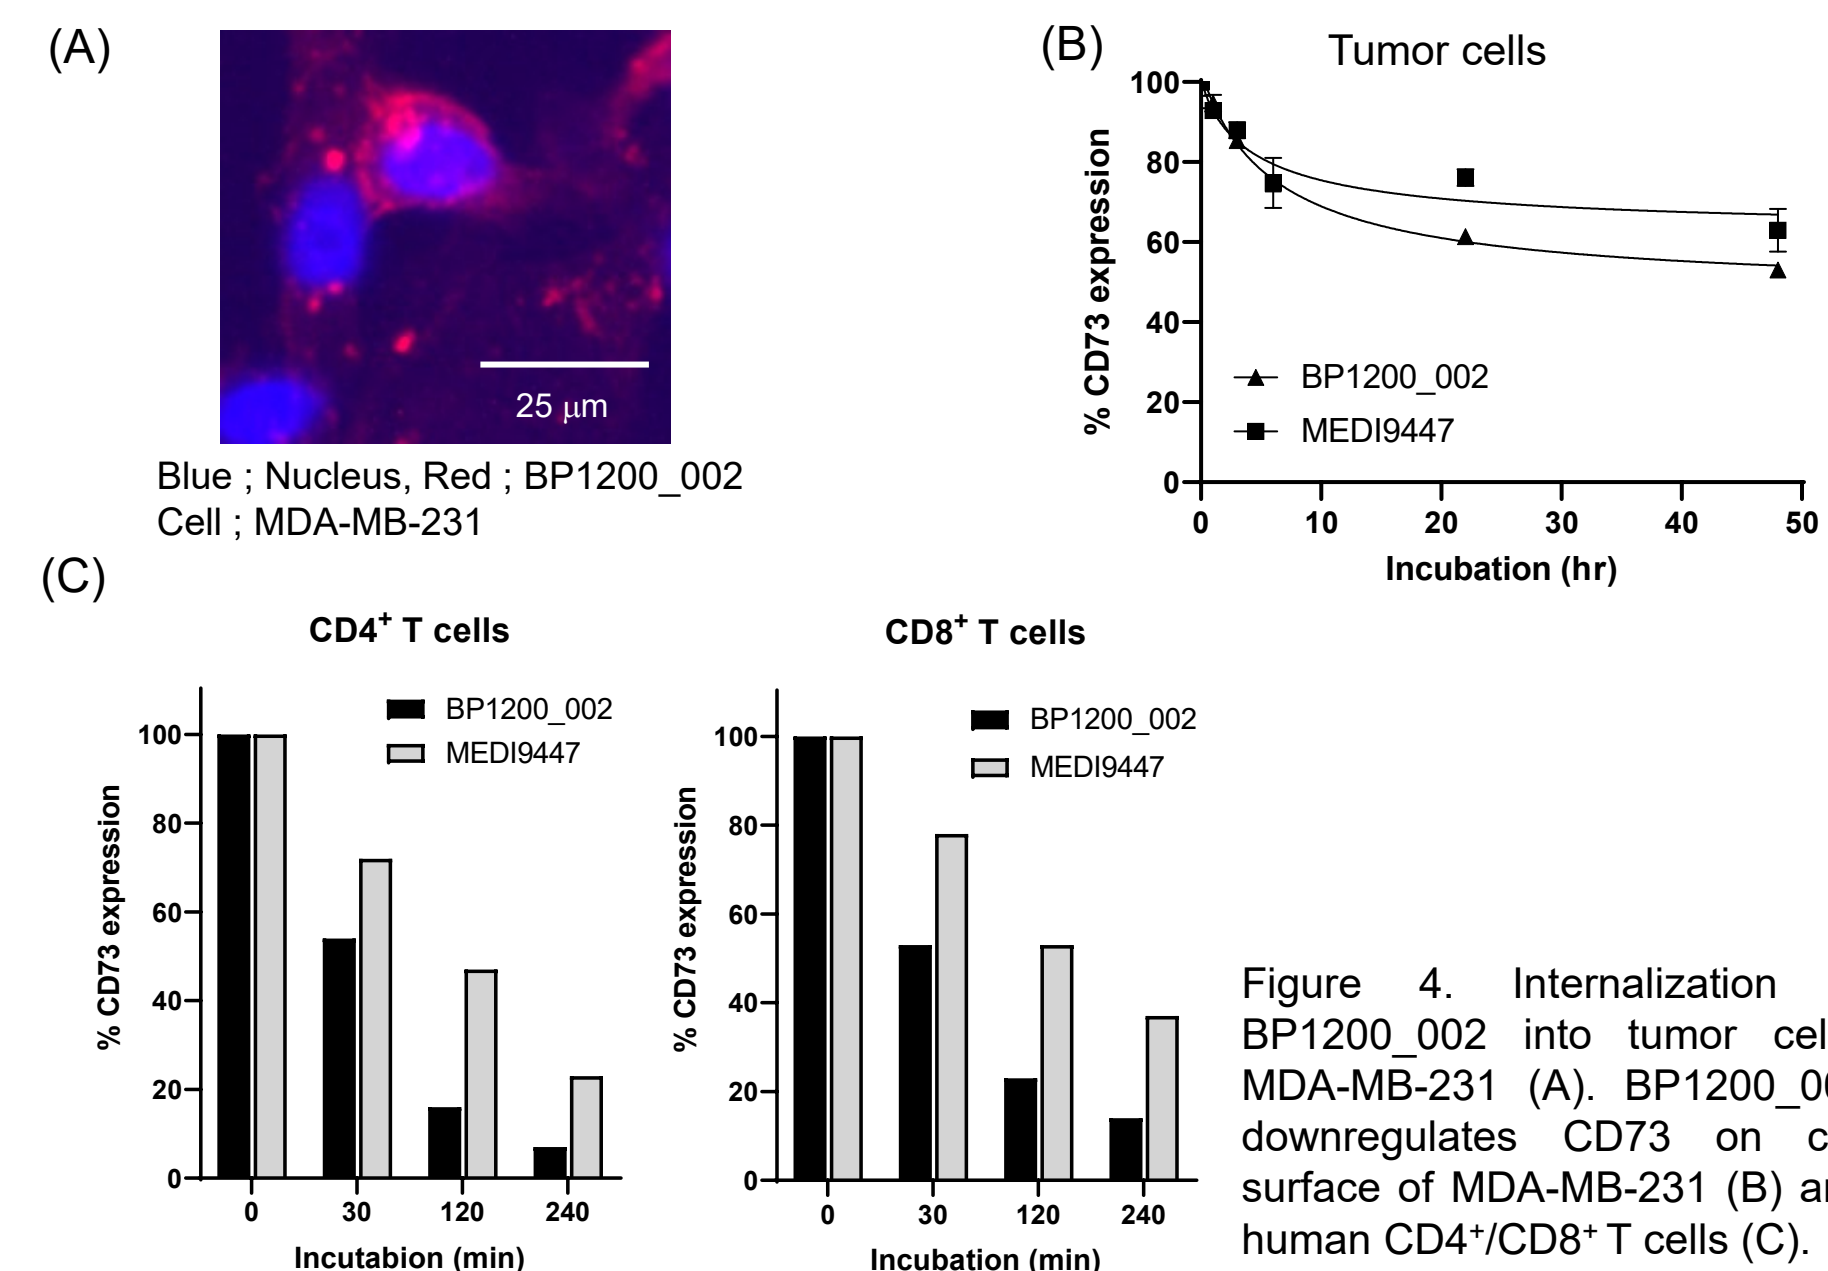 (A)
25 μm
Blue ; Nucleus, Red ; BP1200_002
Cell ; MDA-MB-231
(B)
Tumor cells
% CD73 expression
100
80
60
40
20
0
BP1200_002
MEDI9447
0 10 20 30 40 50
Incubation (hr)
(C)
CD4+ T cells
BP1200_002
MEDI9447
% CD73 expression
100
80
60
40
20
0
0 30 120 240
Incutabion (min)
CD8+ T cells
BP1200_002
MEDI9447
% CD73 expression
100
80
60
40
20
0
0 30 120 240
Incubation (min)
Figure 4. Internalization
BP1200_002 into tumor
MDA-MB-231 (A).
downregulates CD73 on
surface of MDA-MB-231 (B)
human CD4+/CD8+ T cells (C).